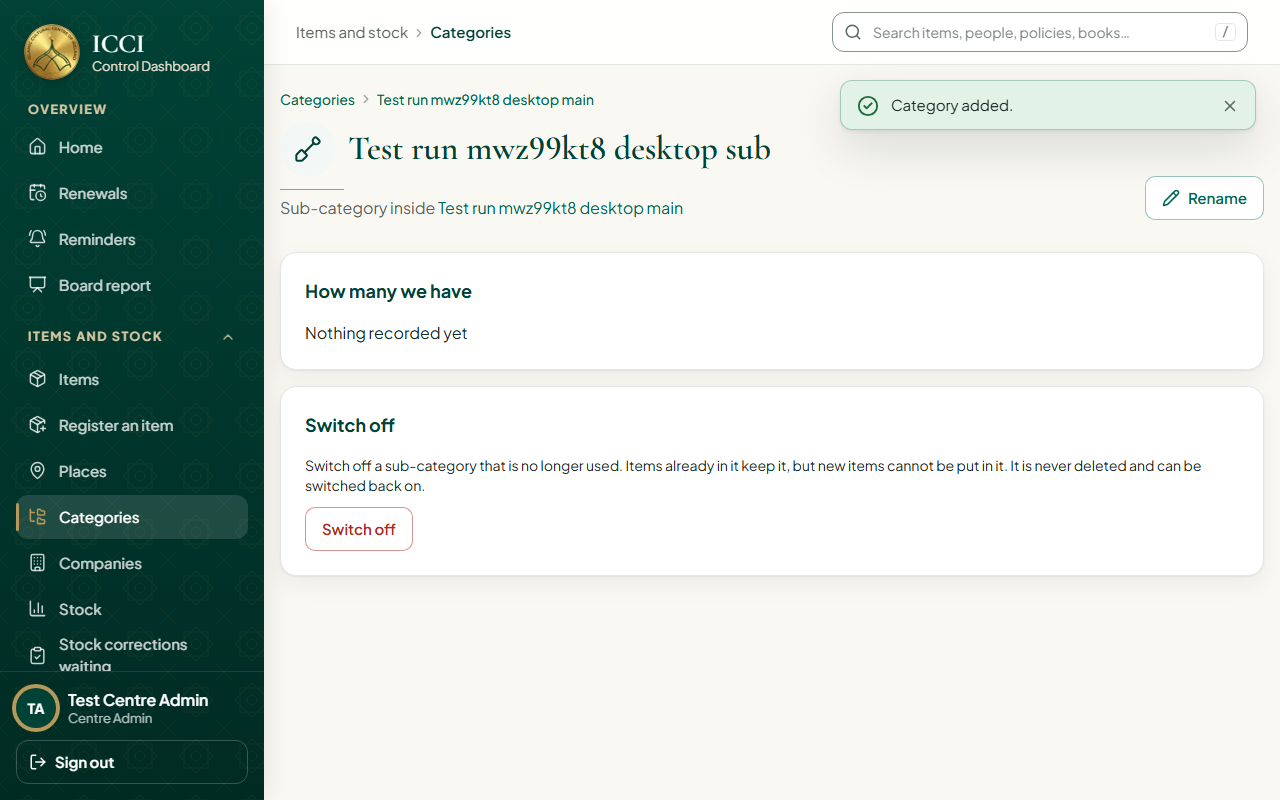 ICCI
Control Dashboard
OVERVIEW
Home
Renewals
Reminders
Board report
ITEMS AND STOCK
Items
Register an item
Places
Categories
Companies
Stock
Stock corrections
waiting
TA
Test Centre Admin
Centre Admin
Sign out
Items and stock > Categories
Search items, people, policies, books…
/
Categories > Test run mwz99kt8 desktop main
Category added.
Test run mwz99kt8 desktop sub
Sub-category inside Test run mwz99kt8 desktop main
Rename
How many we have
Nothing recorded yet
Switch off
Switch off a sub-category that is no longer used. Items already in it keep it, but new items cannot be put in it. It is never deleted and can be
switched back on.
Switch off